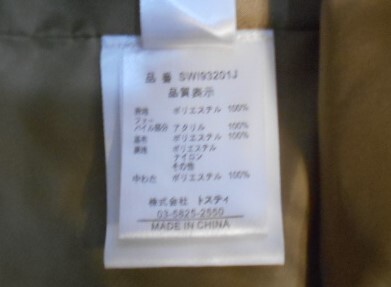 品 番 SWI93201J
品質表示
表地 ポリエステル 100%
ファー
パイル部分 アクリル 100%
基布 ポリエステル 100%
裏地 ポリエステル
ナイロン
その他
中わた ポリエステル 100%
株式会社 トスティ
03-5825-2550
MADE IN CHINA